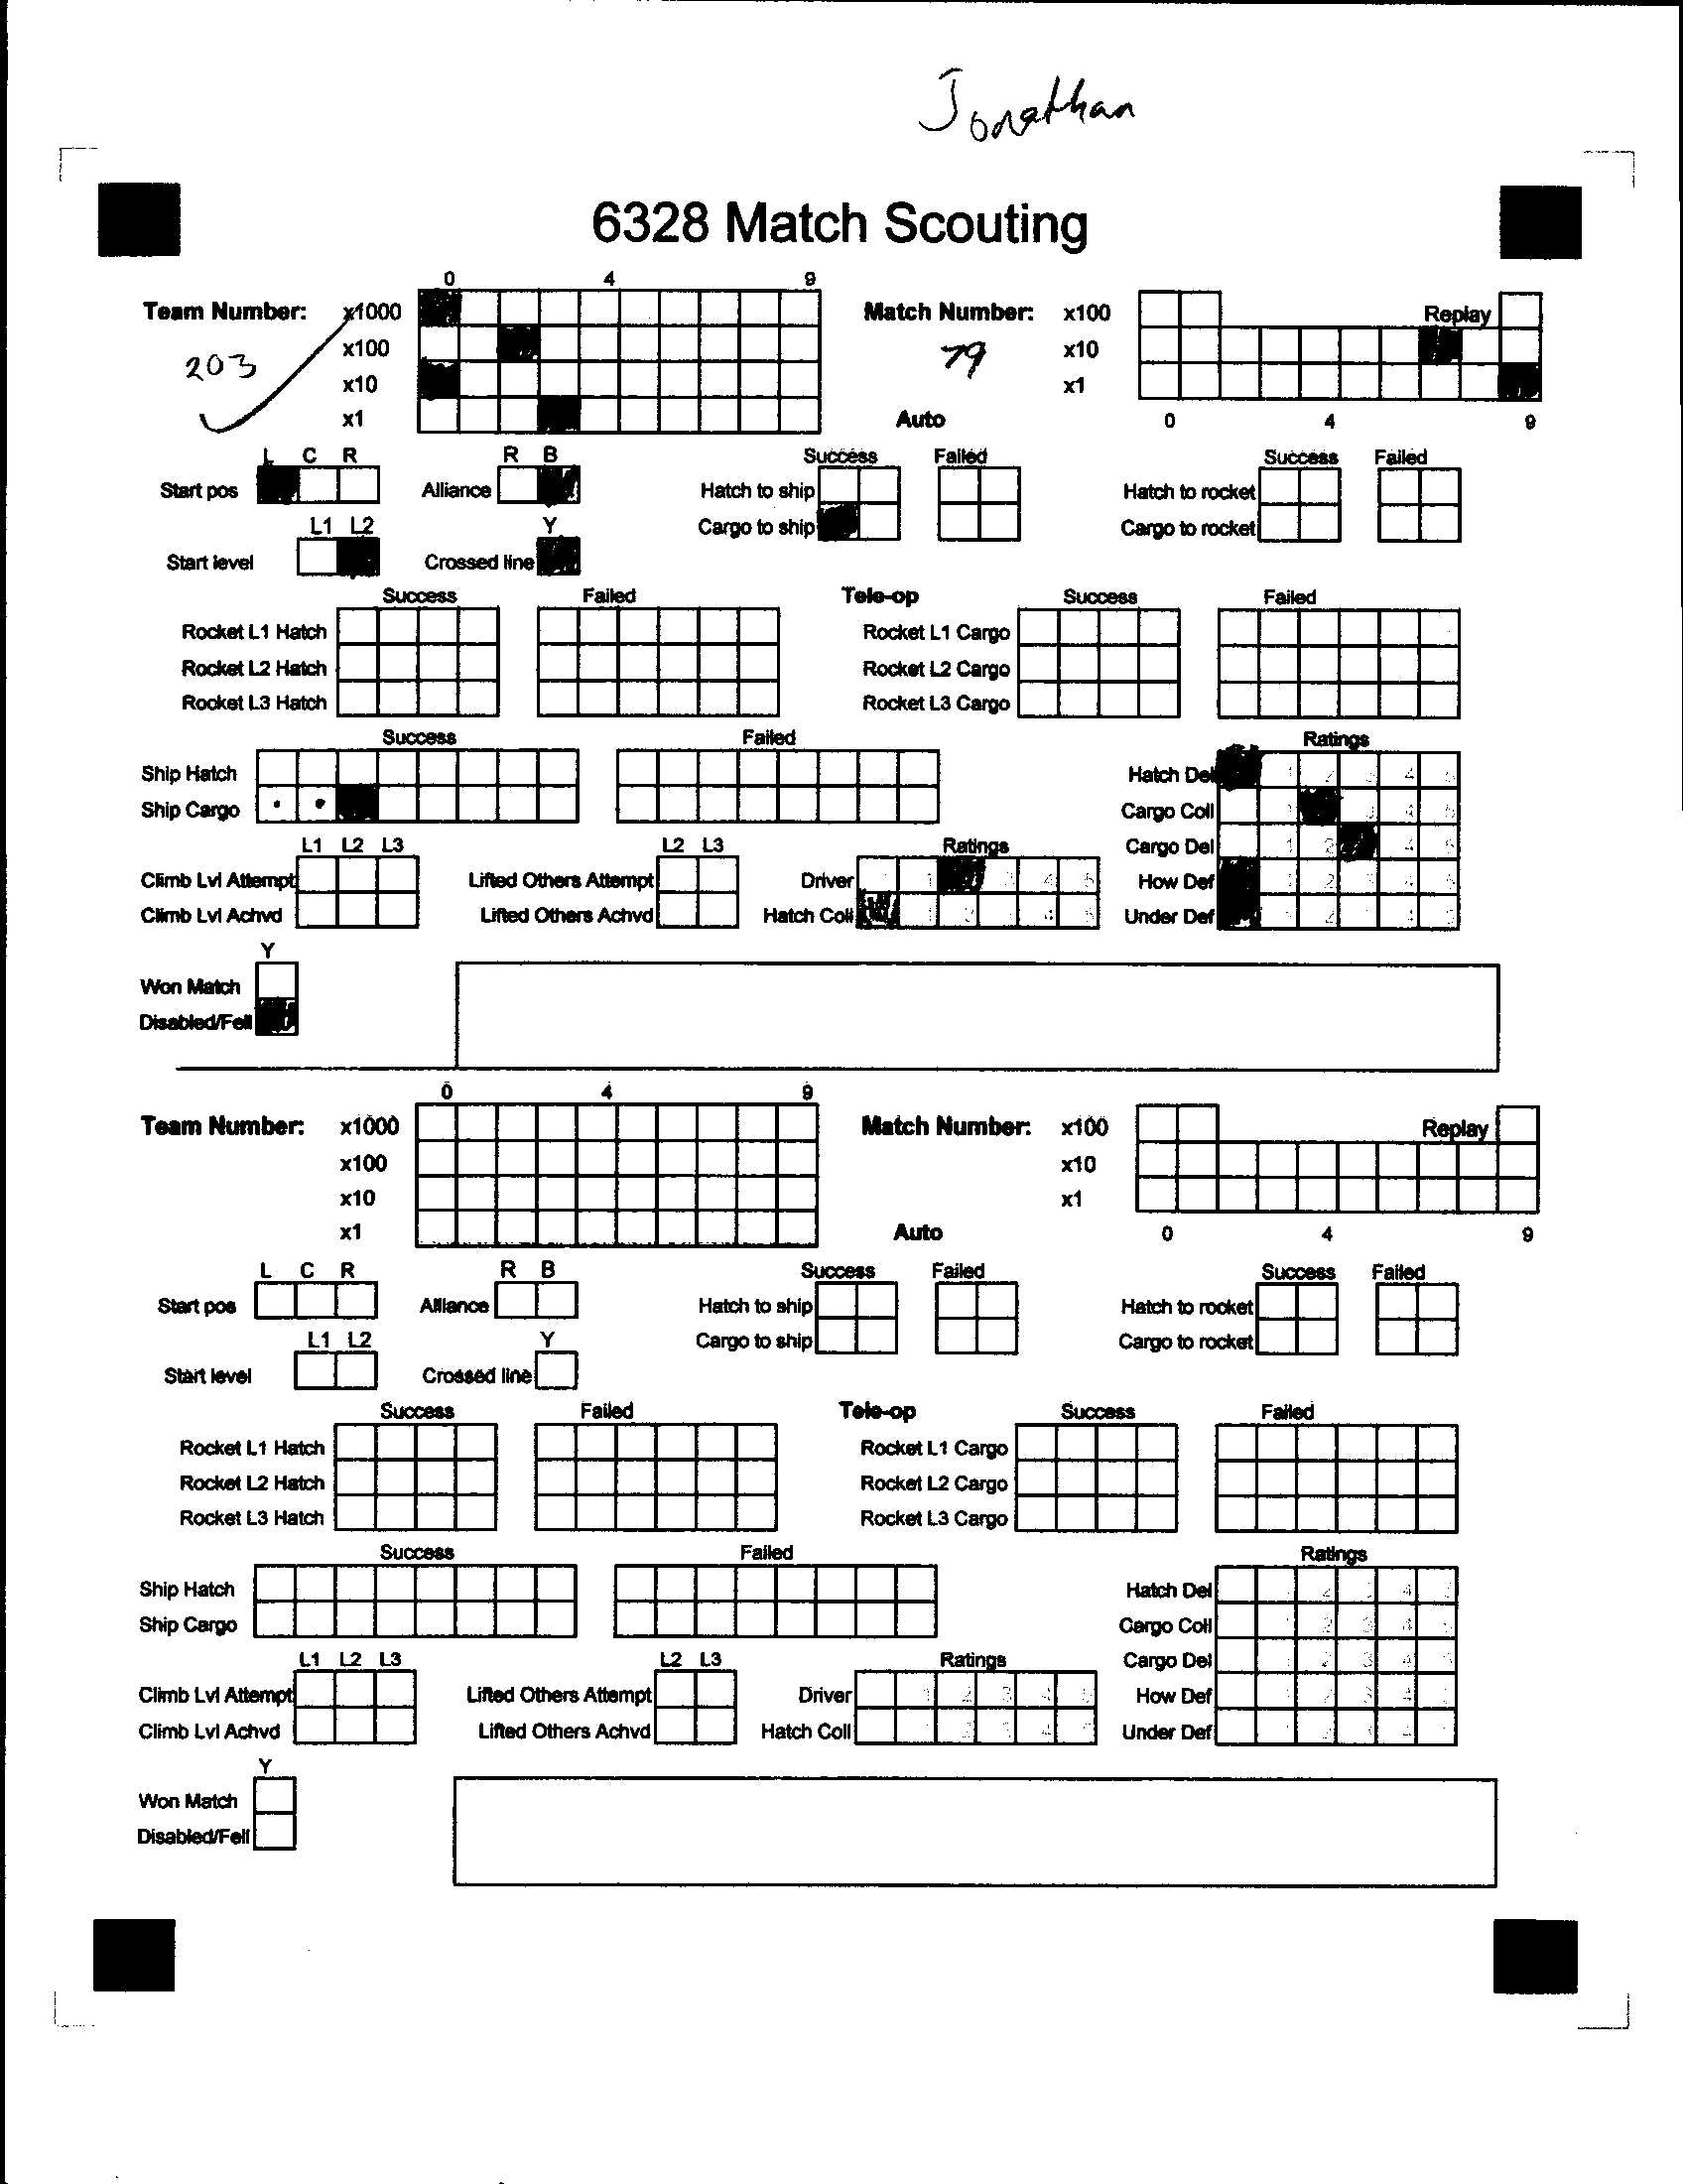 Jonathan
6328 Match Scouting
0 4 9
Team Number: x1000 Match Number: x100 Replay
203 x100 79 x10
x10 x1
x1 Auto 0 4 9
L C R R B Success Failed Success Failed
Start pos Alliance Hatch to ship Hatch to rocket
Cargo to ship Cargo to rocket
L1 L2 Y
Start level Crossed line
Success Failed Tele-op Success Failed
Rocket L1 Hatch Rocket L1 Cargo
Rocket L2 Hatch Rocket L2 Cargo
Rocket L3 Hatch Rocket L3 Cargo
Success Failed Ratings
Ship Hatch Hatch Del 1 2 3 4 5
Ship Cargo Cargo Coll 1 3 4 5
L1 L2 L3 L2 L3 Ratings Cargo Del 1 2 4 5
Climb Lvl Attempt Lifted Others Attempt Driver 1 3 4 5 How Def 1 2 3 4 5
Climb Lvl Achvd Lifted Others Achvd Hatch Coll 1 2 3 4 5 Under Def 1 2 3 4 5
Y
Won Match
Disabled/Fell
0 4 9
Team Number: x1000 Match Number: x100 Replay
x100 x10
x10 x1
x1 Auto 0 4 9
L C R R B Success Failed Success Failed
Start pos Alliance Hatch to ship Hatch to rocket
Cargo to ship Cargo to rocket
L1 L2 Y
Start level Crossed line
Success Failed Tele-op Success Failed
Rocket L1 Hatch Rocket L1 Cargo
Rocket L2 Hatch Rocket L2 Cargo
Rocket L3 Hatch Rocket L3 Cargo
Success Failed Ratings
Ship Hatch Hatch Del 1 2 3 4 5
Ship Cargo Cargo Coll 1 2 3 4 5
L1 L2 L3 L2 L3 Ratings Cargo Del 1 2 3 4 5
Climb Lvl Attempt Lifted Others Attempt Driver 1 2 3 4 5 How Def 1 2 3 4 5
Climb Lvl Achvd Lifted Others Achvd Hatch Coll 1 2 3 4 5 Under Def 1 2 3 4 5
Y
Won Match
Disabled/Fell